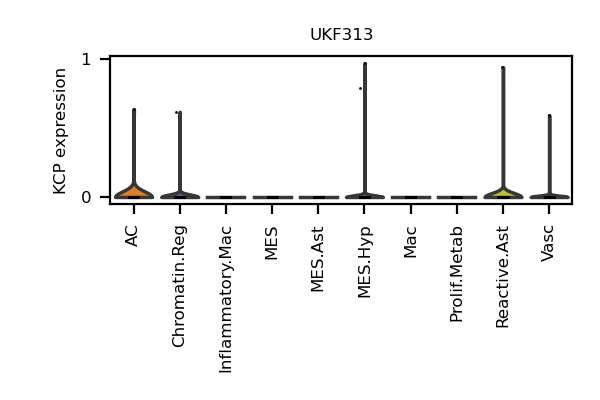 UKF313
KCP expression
1
0
AC
Chromatin.Reg
Inflammatory.Mac
MES
MES.Ast
MES.Hyp
Mac
Prolif.Metab
Reactive.Ast
Vasc